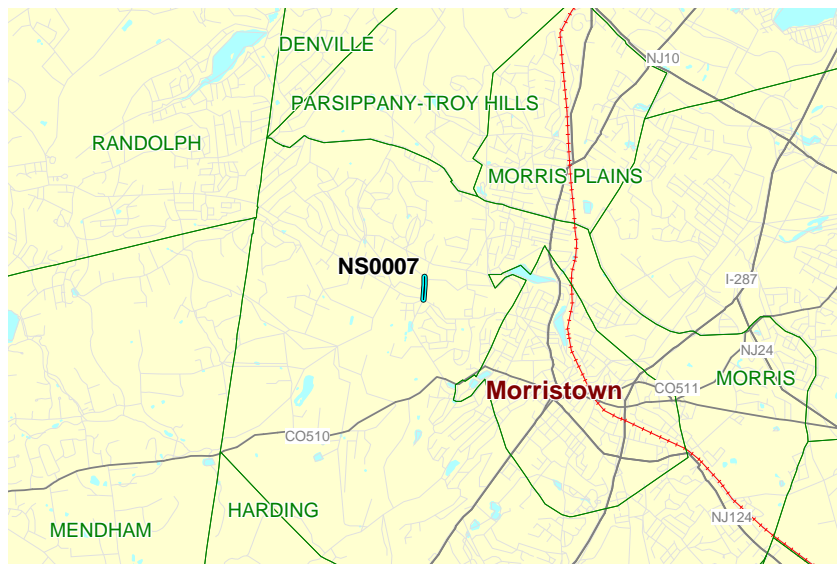 DENVILLE
NJ10
PARSIPPANY-TROY HILLS
RANDOLPH
MORRIS PLAINS
NS0007
I-287
NJ24
MORRIS
CO511
Morristown
CO510
HARDING
NJ124
MENDHAM